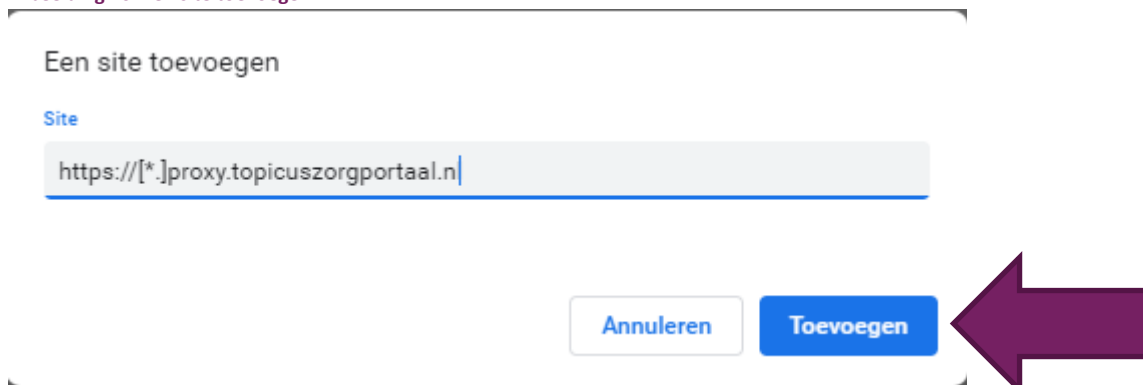 Een site toevoegen
Site
https://[*.]proxy.topicuszorgportaal.n
Annuleren
Toevoegen